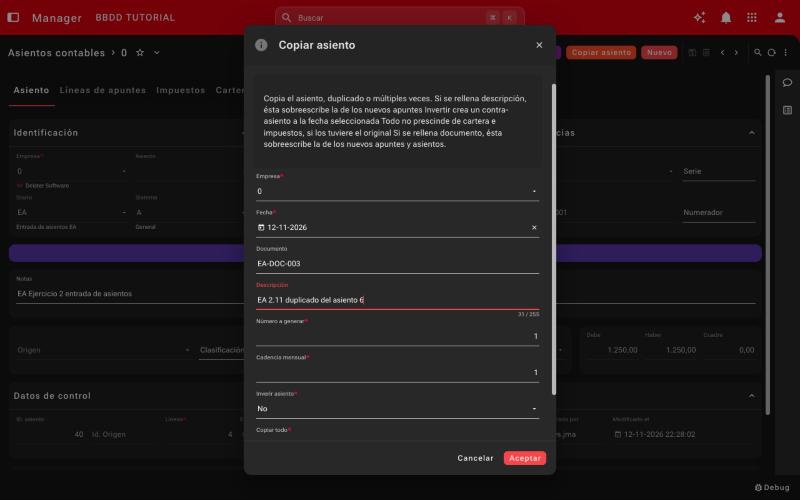 Manager BBDD TUTORIAL
Buscar ⌘ K
Asientos contables > 0
Copiar asiento Nuevo
Asiento Líneas de apuntes Impuestos
Identificación
Empresa* Asiento
0
Deister Software
Diario Sistema
EA A
Entrada de asientos EA General
Serie
Numerador
Notas
EA Ejercicio 2 entrada de asientos
Origen
Debe Haber Cuadre
1.250,00 1.250,00 0,00
Datos de control
ID. asiento Líneas*
40 Id. Origen 4
Modificado el
12-11-2026 22:28:02
Debug
Copiar asiento
Copia el asiento, duplicado o múltiples veces. Si se rellena descripción,
ésta sobreescribe la de los nuevos apuntes Invertir crea un contra-
asiento a la fecha seleccionada Todo no prescinde de cartera e
impuestos, si los tuviere el original Si se rellena documento, ésta
sobreescribe la de los nuevos apuntes y asientos.
Empresa*
0
Fecha*
12-11-2026
Documento
EA-DOC-003
Descripción
EA 2.11 duplicado del asiento 6
31 / 255
Número a generar*
1
Cadencia mensual*
1
Inverir asiento*
No
Copiar todo*
Cancelar Aceptar